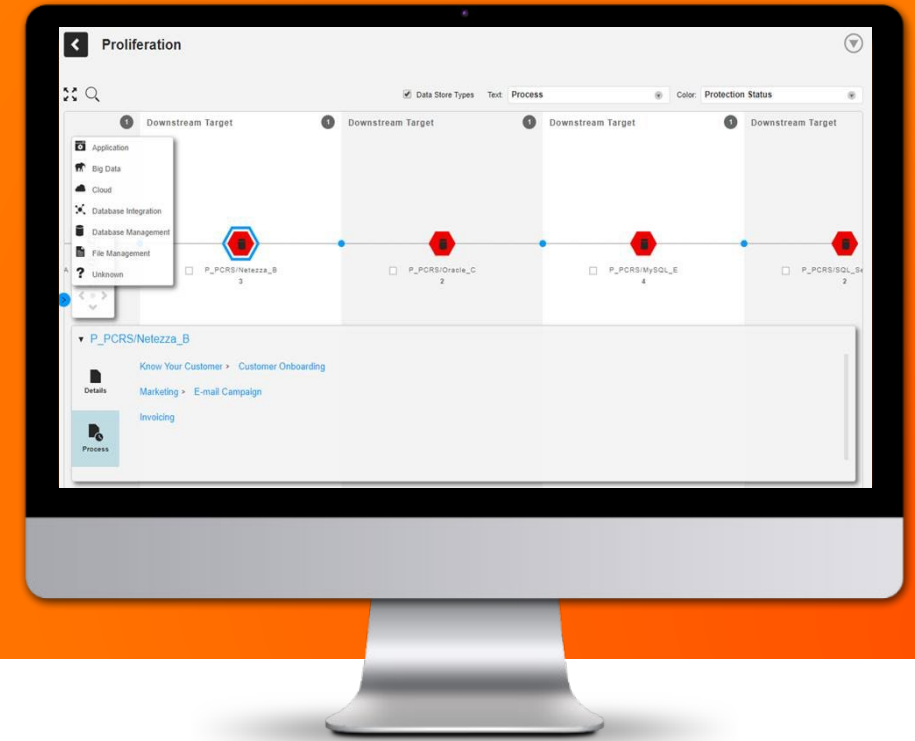 Proliferation
Data Store Types Text: Process Color: Protection Status
1 Downstream Target 1 Downstream Target 1 Downstream Target 1 Downstream Target
Application
Big Data
Cloud
Database Integration
Database Management
File Management
? Unknown
A
P_PCRS/Netezza_B P_PCRS/Oracle_C P_PCRS/MySQL_E P_PCRS/SQL_Se
3 2 4 2
P_PCRS/Netezza_B
Details
Process
Know Your Customer > Customer Onboarding
Marketing > E-mail Campaign
Invoicing